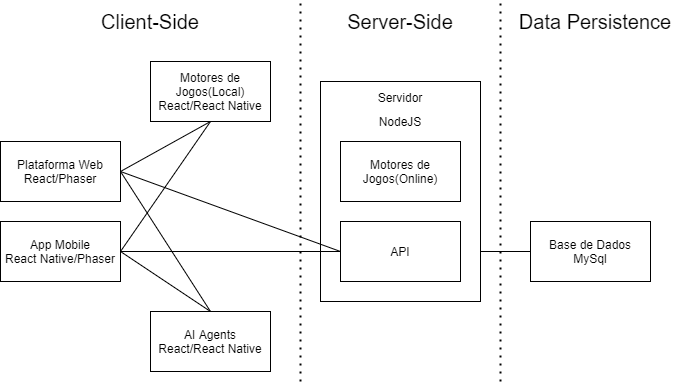 Client-Side
Server-Side
Data Persistence
Motores de
Jogos(Local)
React/React Native
Plataforma Web
React/Phaser
App Mobile
React Native/Phaser
AI Agents
React/React Native
Servidor
NodeJS
Motores de
Jogos(Online)
API
Base de Dados
MySql